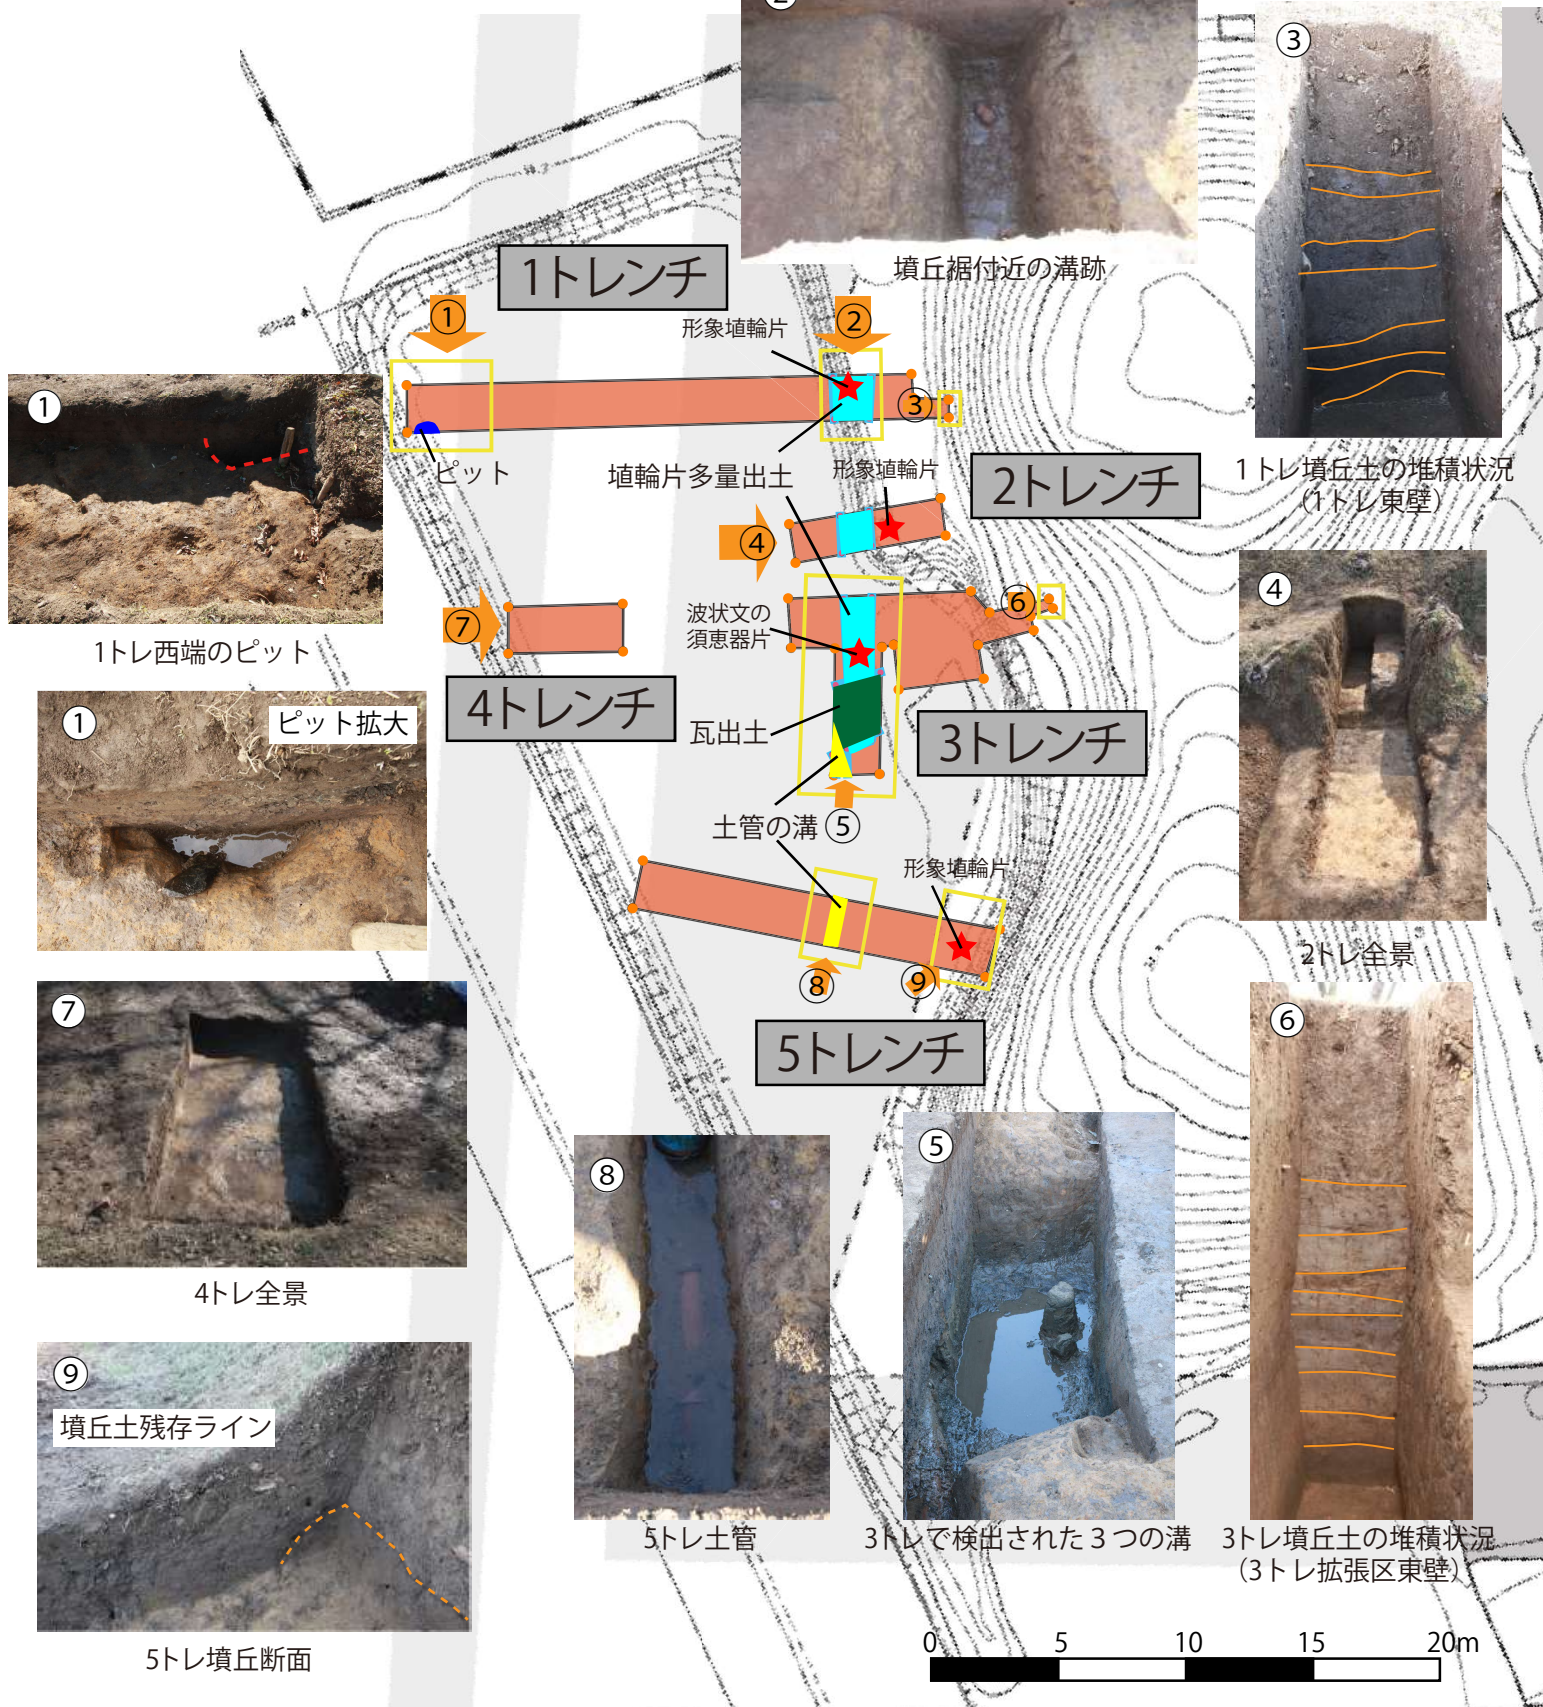 ②
③
墳丘裾付近の溝跡
1トレンチ
①
形象埴輪片
②
①
③
ピット
埴輪片多量出土
形象埴輪片
2トレンチ
1トレ墳丘土の堆積状況
（1トレ東壁）
④
④
⑦
波状文の
須恵器片
⑥
1トレ西端のピット
4トレンチ
①
ピット拡大
瓦出土
3トレンチ
土管の溝
⑤
形象埴輪片
2トレ全景
⑧
⑨
⑦
⑥
5トレンチ
4トレ全景
⑧
⑤
⑨
墳丘土残存ライン
5トレ土管
3トレで検出された３つの溝
3トレ墳丘土の堆積状況
（3トレ拡張区東壁）
5トレ墳丘断面
0 5 10 15 20m